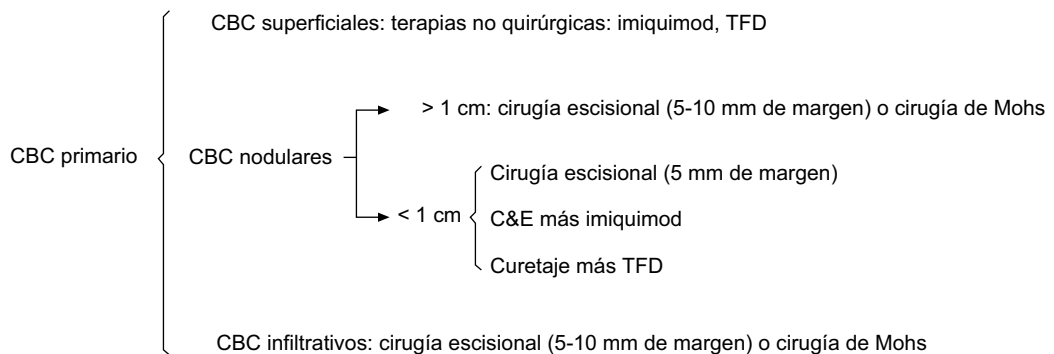 CBC superficiales: terapias no quirúrgicas: imiquimod, TFD
> 1 cm: cirugía escisional (5-10 mm de margen) o cirugía de Mohs
CBC primario
CBC nodulares
Cirugía escisional (5 mm de margen)
< 1 cm
C&E más imiquimod
Curetaje más TFD
CBC infiltrativos: cirugía escisional (5-10 mm de margen) o cirugía de Mohs